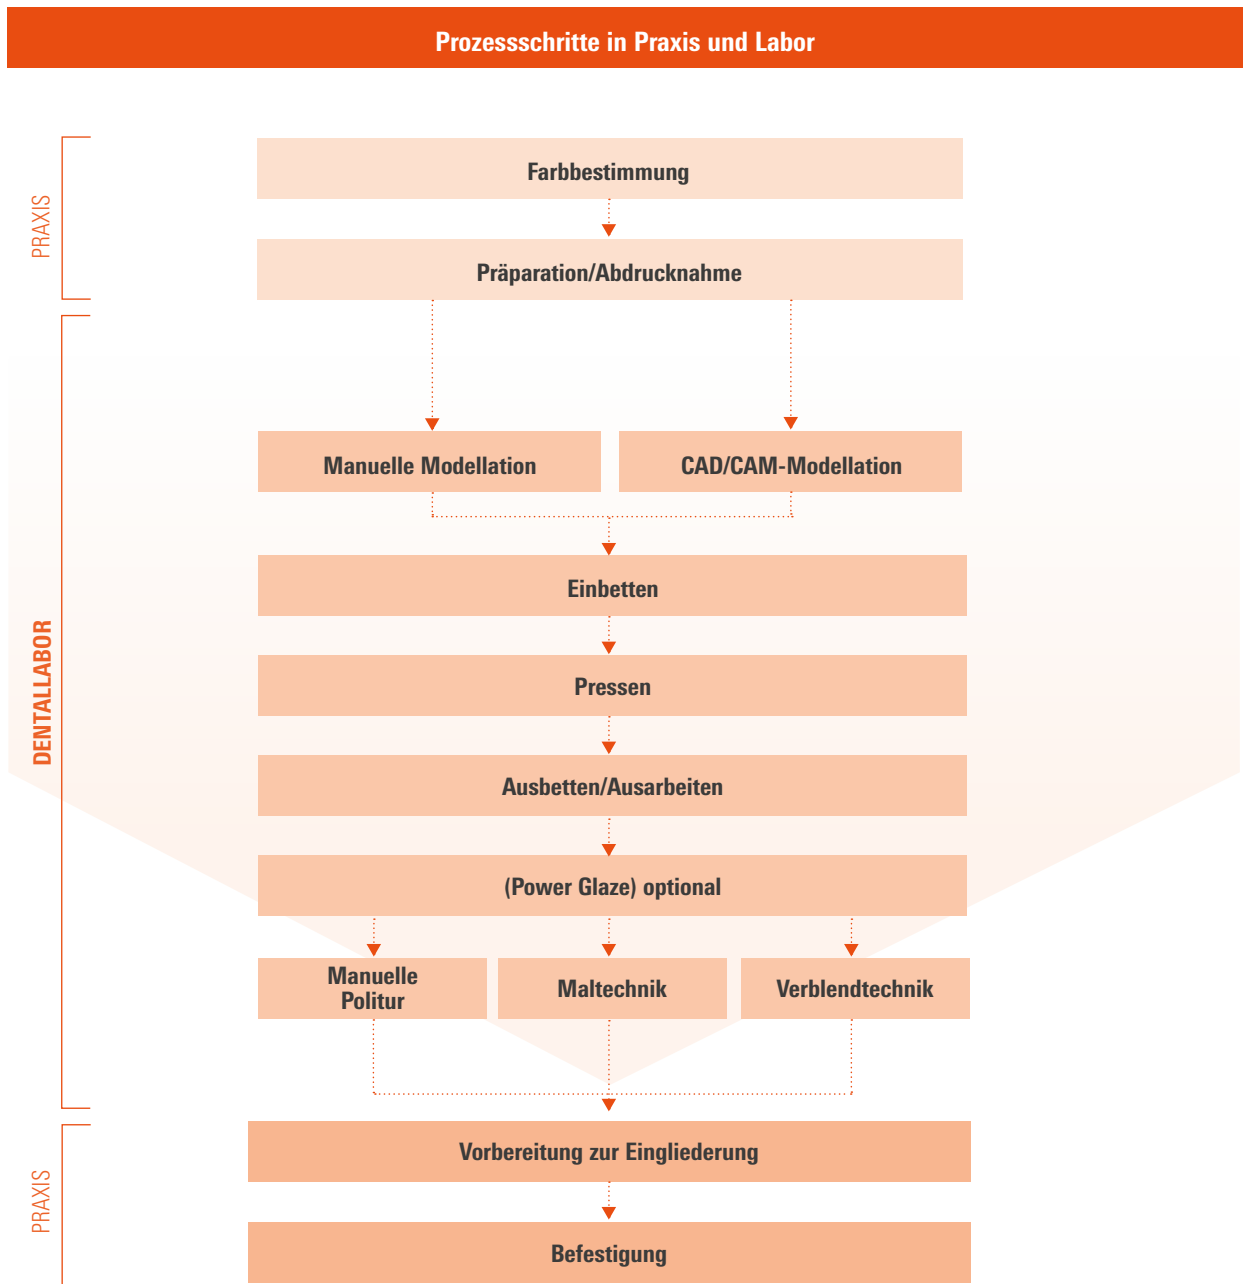 Prozessschritte in Praxis und Labor
PRAXIS
Farbbestimmung
Präparation/Abdrucknahme
DENTALLABOR
Manuelle Modellation
CAD/CAM-Modellation
Einbetten
Pressen
Ausbetten/Ausarbeiten
(Power Glaze) optional
Manuelle
Politur
Maltechnik
Verblendtechnik
PRAXIS
Vorbereitung zur Eingliederung
Befestigung